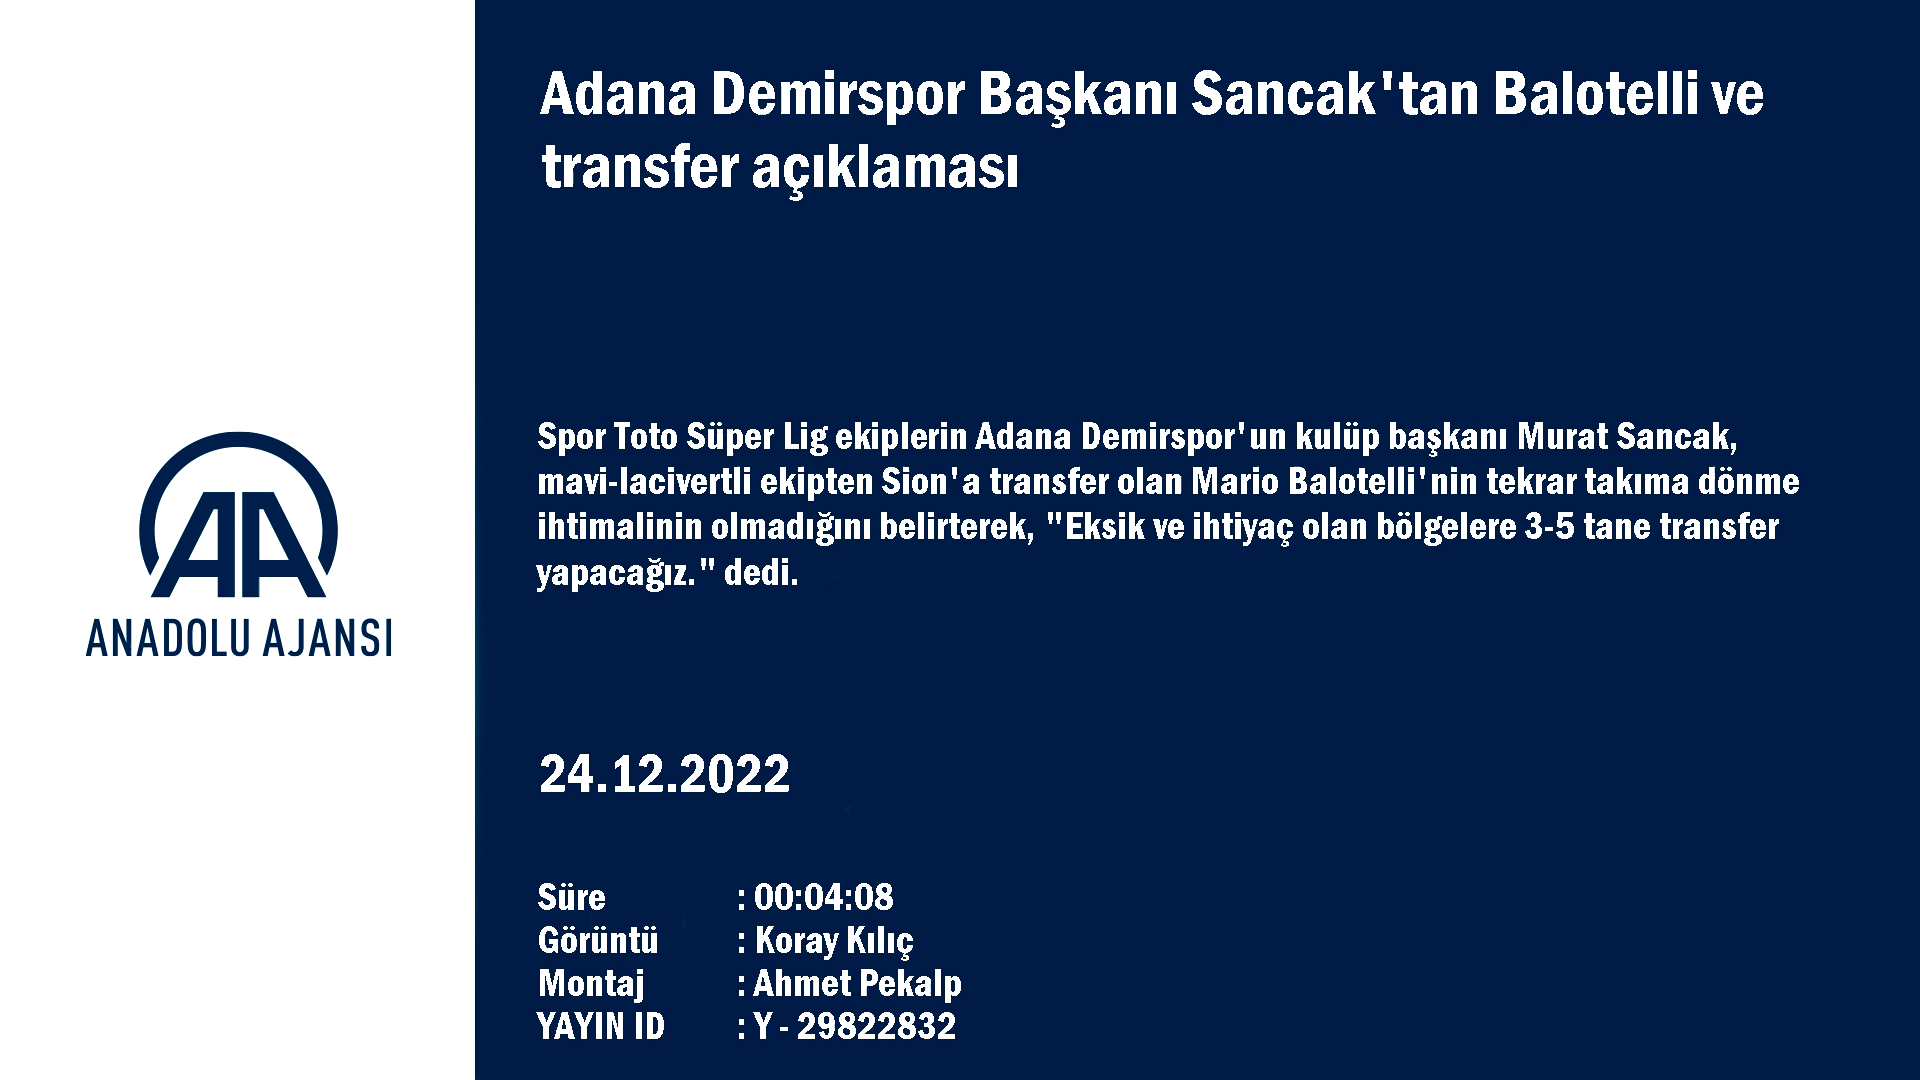 Adana Demirspor Başkanı Sancak'tan Balotelli ve
transfer açıklaması
Spor Toto Süper Lig ekiplerin Adana Demirspor'un kulüp başkanı Murat Sancak,
mavi-lacivertli ekipten Sion'a transfer olan Mario Balotelli'nin tekrar takıma dönme
ihtimalinin olmadığını belirterek, "Eksik ve ihtiyaç olan bölgelere 3-5 tane transfer
yapacağız." dedi.
AA
ANADOLU AJANSI
24.12.2022
Süre : 00:04:08
Görüntü : Koray Kılıç
Montaj : Ahmet Pekalp
YAYIN ID : Y - 29822832